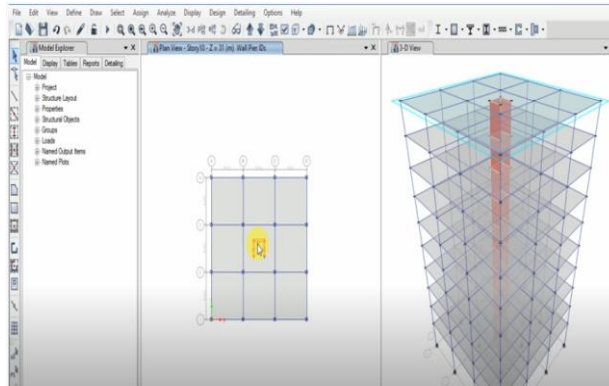 File Edit View Define Draw Select Assign Analyze Display Design Detailing Options Help
Model Explorer
Plan View - Story10 - Z = 31 (m) Wall Pier IDs
3-D View
Model Display Tables Reports Detailing
Model
Project
Structure Layout
Properties
Structural Objects
Groups
Loads
Named Output Items
Named Plots